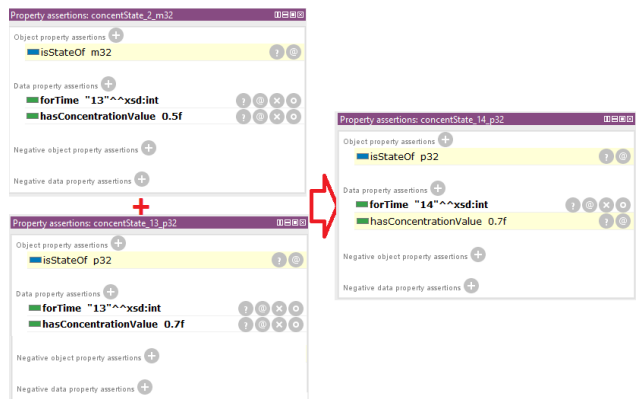 Property assertions: concentState_2_m32
Object property assertions
isStateOf m32
Data property assertions
forTime "13"^^xsd:int
hasConcentrationValue 0.5f
Negative object property assertions
Negative data property assertions
Property assertions: concentState_13_p32
Object property assertions
isStateOf p32
Data property assertions
forTime "13"^^xsd:int
hasConcentrationValue 0.7f
Negative object property assertions
Negative data property assertions
Property assertions: concentState_14_p32
Object property assertions
isStateOf p32
Data property assertions
forTime "14"^^xsd:int
hasConcentrationValue 0.7f
Negative object property assertions
Negative data property assertions